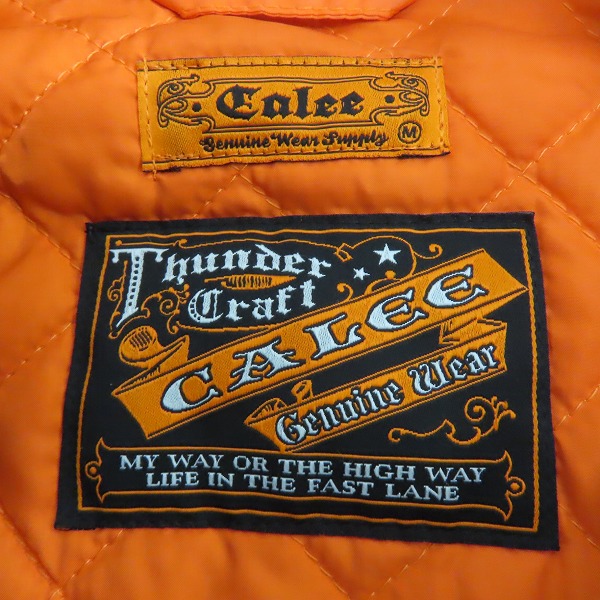 Calee
Genuine Wear Supply M
Thunder
Craft
CALEE
Genuine Wear
MY WAY OR THE HIGH WAY
LIFE IN THE FAST LANE